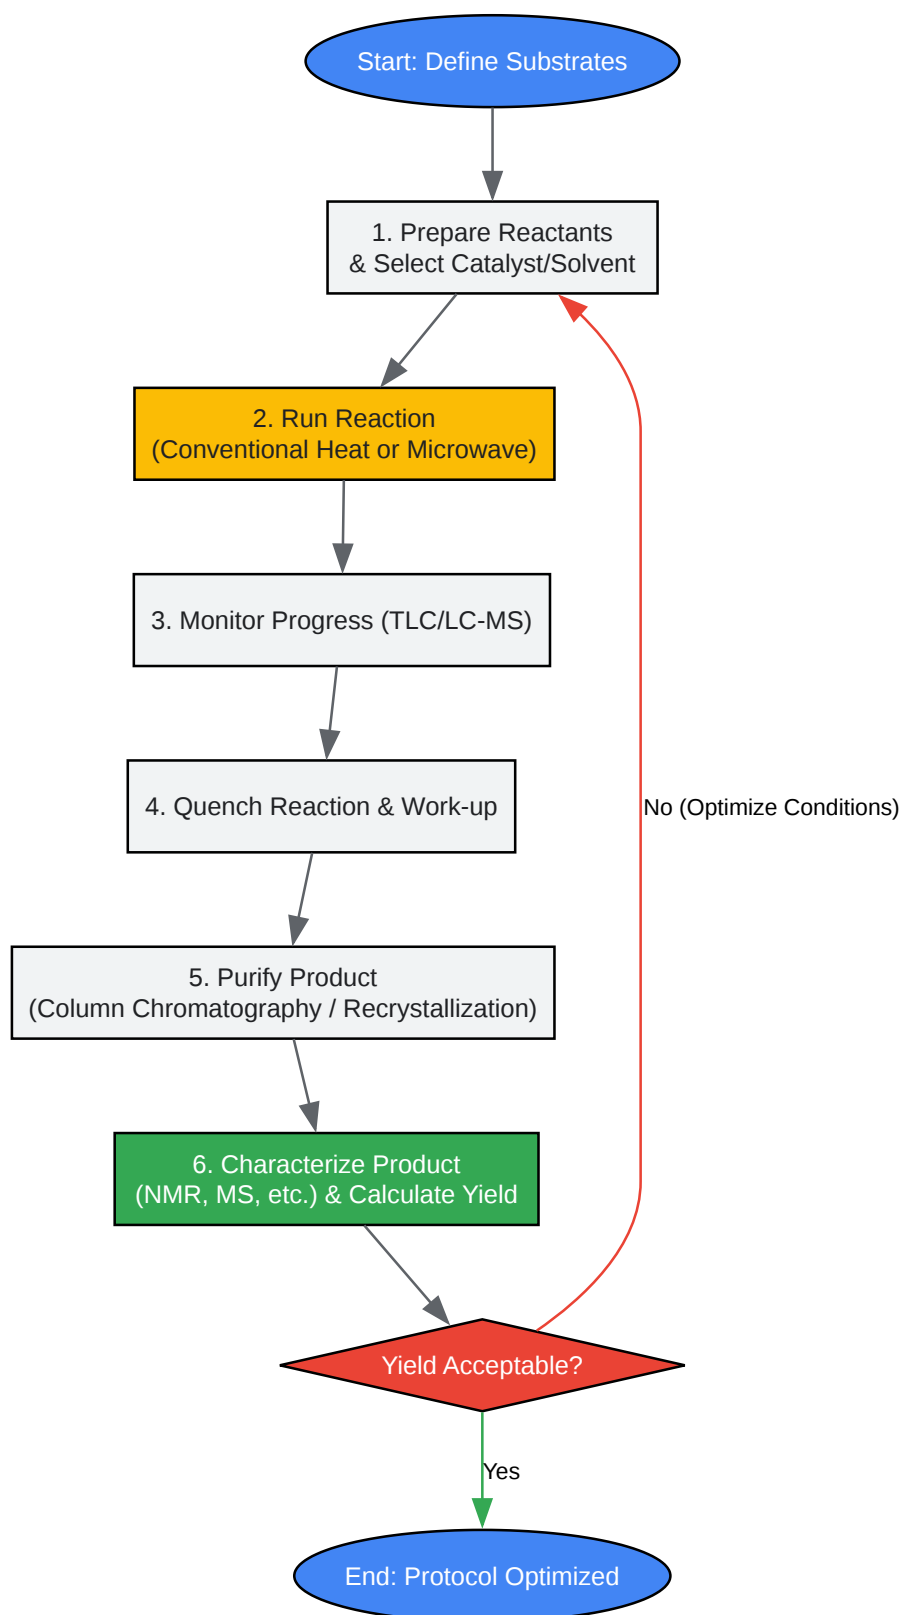 Start: Define Substrates
1. Prepare Reactants
& Select Catalyst/Solvent
2. Run Reaction
(Conventional Heat or Microwave)
3. Monitor Progress (TLC/LC-MS)
4. Quench Reaction & Work-up
No (Optimize Conditions)
5. Purify Product
(Column Chromatography / Recrystallization)
6. Characterize Product
(NMR, MS, etc.) & Calculate Yield
Yield Acceptable?
Yes
End: Protocol Optimized